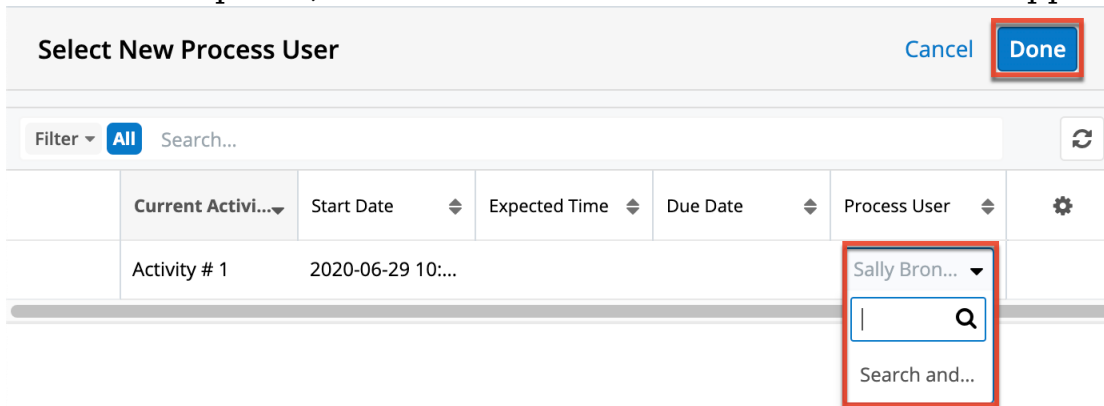 Select New Process User Cancel Done
Filter All Search...
Current Activi... Start Date Expected Time Due Date Process User
Activity # 1 2020-06-29 10:... Sally Bron...
Search and...